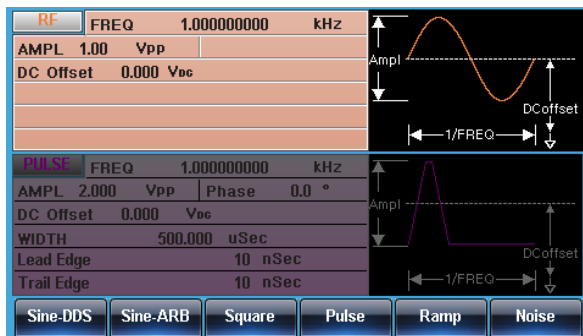 RF FREQ 1.000000000 kHz
AMPL 1.00 Vpp
DC Offset 0.000 VDC
Ampl
DCoffset
1/FREQ
PULSE FREQ 1.000000000 kHz
AMPL 2.000 Vpp Phase 0.0 °
DC Offset 0.000 VDC
WIDTH 500.000 uSec
Lead Edge 10 nSec
Trail Edge 10 nSec
Ampl
DCoffset
1/FREQ
Sine-DDS Sine-ARB Square Pulse Ramp Noise